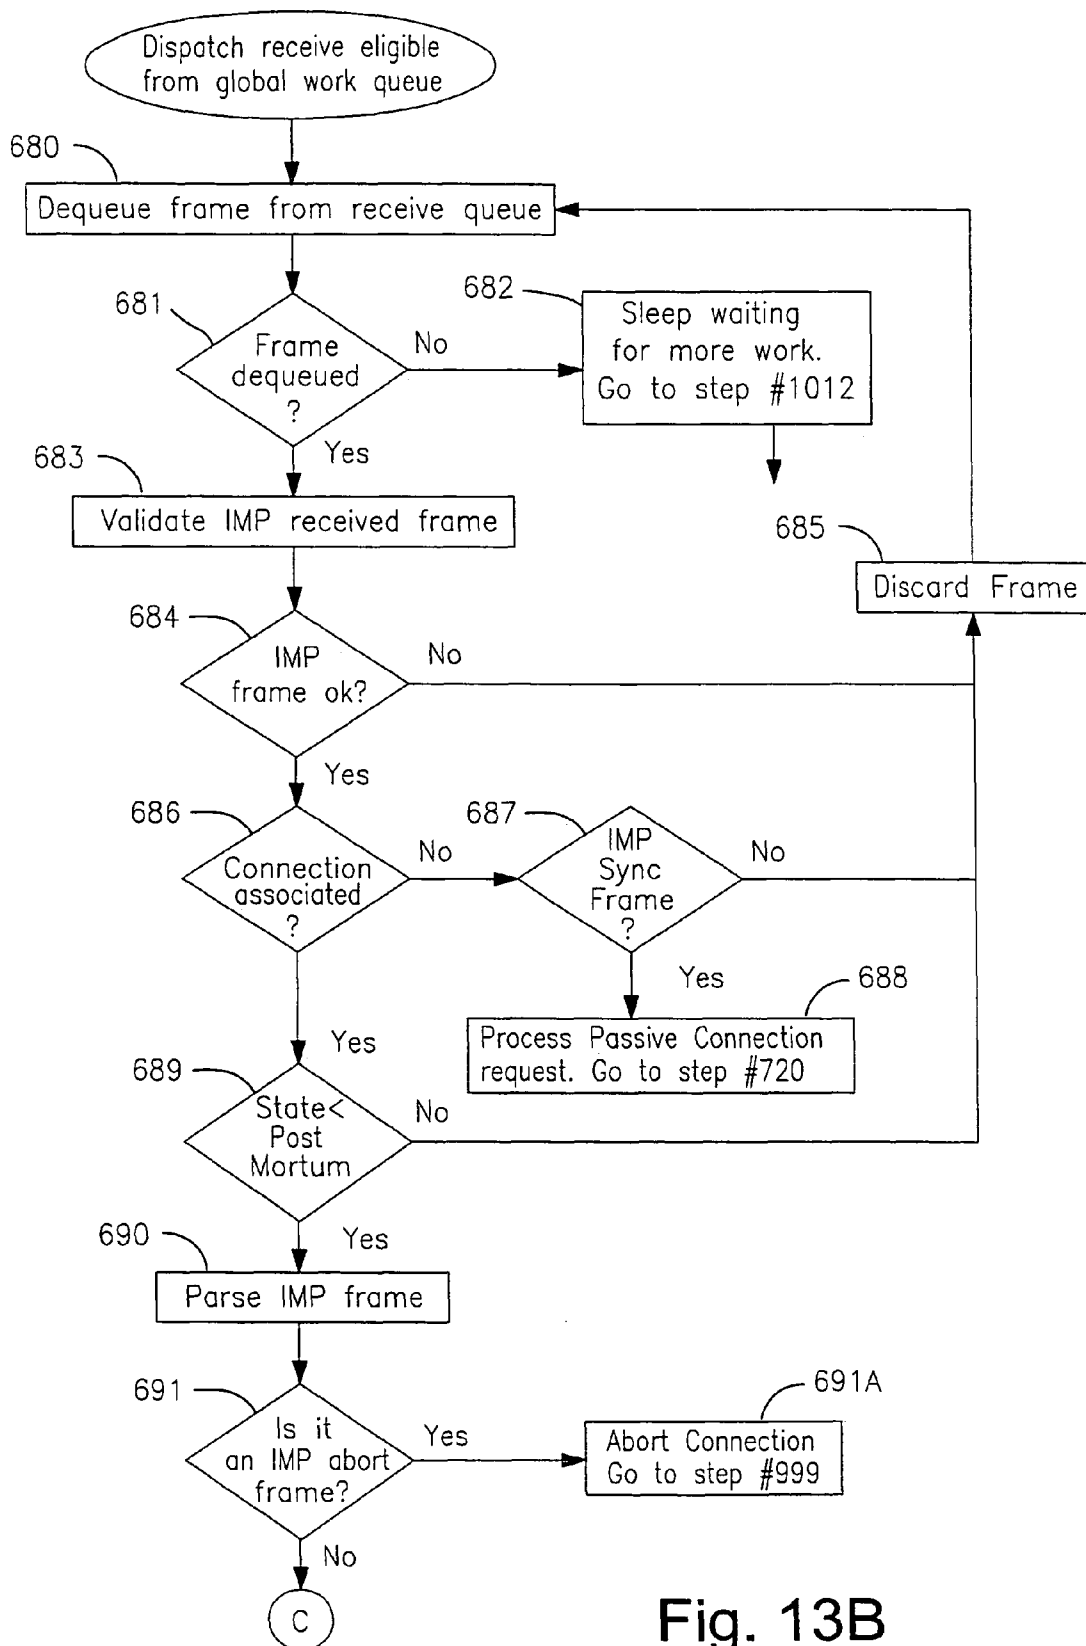 Dispatch receive eligible
from global work queue
680
Dequeue frame from receive queue
681
Frame
dequeued
?
No
682
Sleep waiting
for more work.
Go to step #1012
Yes
683
Validate IMP received frame
685
Discard Frame
684
IMP
frame ok?
No
Yes
686
Connection
associated
?
No
687
IMP
Sync
Frame
?
No
Yes
688
Process Passive Connection
request. Go to step #720
Yes
689
State<
Post
Mortum
No
Yes
690
Parse IMP frame
691
Is it
an IMP abort
frame?
Yes
691A
Abort Connection
Go to step #999
No
C
Fig. 13B